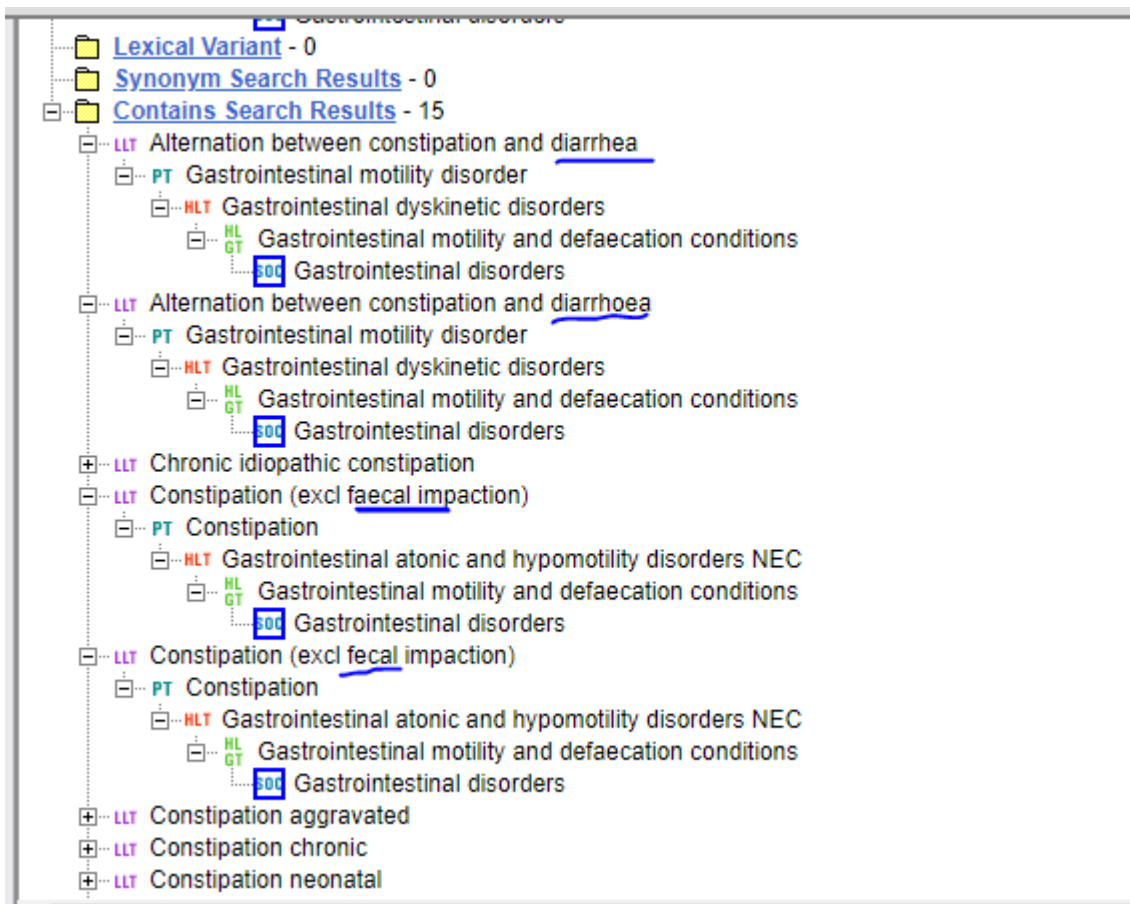 Gastrointestinal disorders
Lexical Variant - 0
Synonym Search Results - 0
Contains Search Results - 15
LLT Alternation between constipation and diarrhea
PT Gastrointestinal motility disorder
HLT Gastrointestinal dyskinetic disorders
HLGT Gastrointestinal motility and defaecation conditions
SOC Gastrointestinal disorders
LLT Alternation between constipation and diarrhoea
PT Gastrointestinal motility disorder
HLT Gastrointestinal dyskinetic disorders
HLGT Gastrointestinal motility and defaecation conditions
SOC Gastrointestinal disorders
LLT Chronic idiopathic constipation
LLT Constipation (excl faecal impaction)
PT Constipation
HLT Gastrointestinal atonic and hypomotility disorders NEC
HLGT Gastrointestinal motility and defaecation conditions
SOC Gastrointestinal disorders
LLT Constipation (excl fecal impaction)
PT Constipation
HLT Gastrointestinal atonic and hypomotility disorders NEC
HLGT Gastrointestinal motility and defaecation conditions
SOC Gastrointestinal disorders
LLT Constipation aggravated
LLT Constipation chronic
LLT Constipation neonatal